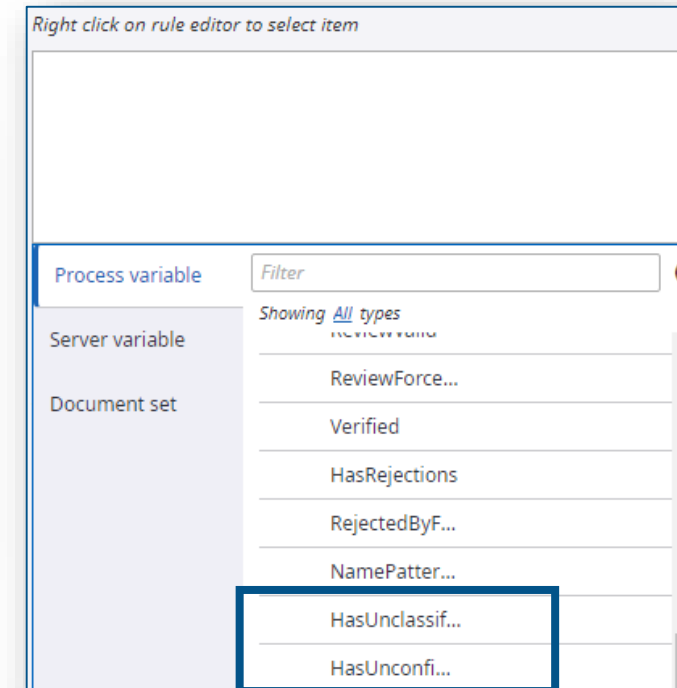 Right click on rule editor to select item
Process variable
Filter
Showing All types
Server variable
ReviewForce...
Document set
Verified
HasRejections
RejectedByF...
NamePatter...
HasUnclassif...
HasUnconfi...